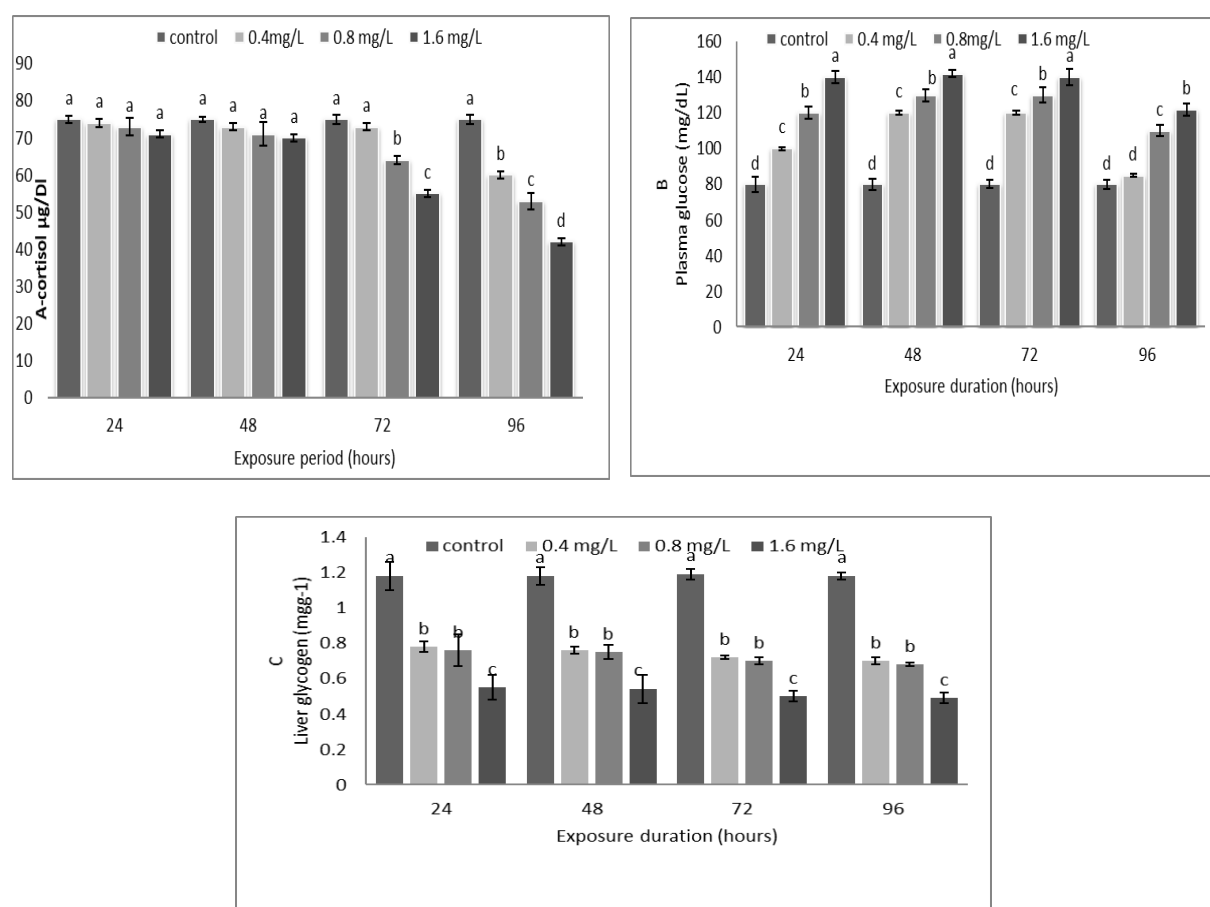 control 0.4mg/L 0.8 mg/L 1.6 mg/L
90
80
70
60
50
40
30
20
10
0
A-cortisol µg/Dl
a a a a a a a a a a b c a b c d
24 48 72 96
Exposure period (hours)
control 0.4 mg/L 0.8mg/L 1.6 mg/L
160
140
120
100
80
60
40
20
0
B
Plasma glucose (mg/dL)
d c b a d c b a d c b a d d c b
24 48 72 96
Exposure duration (hours)
control 0.4 mg/L 0.8 mg/L 1.6 mg/L
1.4
1.2
1
0.8
0.6
0.4
0.2
0
C
Liver glycogen (mgg-1)
a b b c a b b c a b b c a b b c
24 48 72 96
Exposure duration (hours)